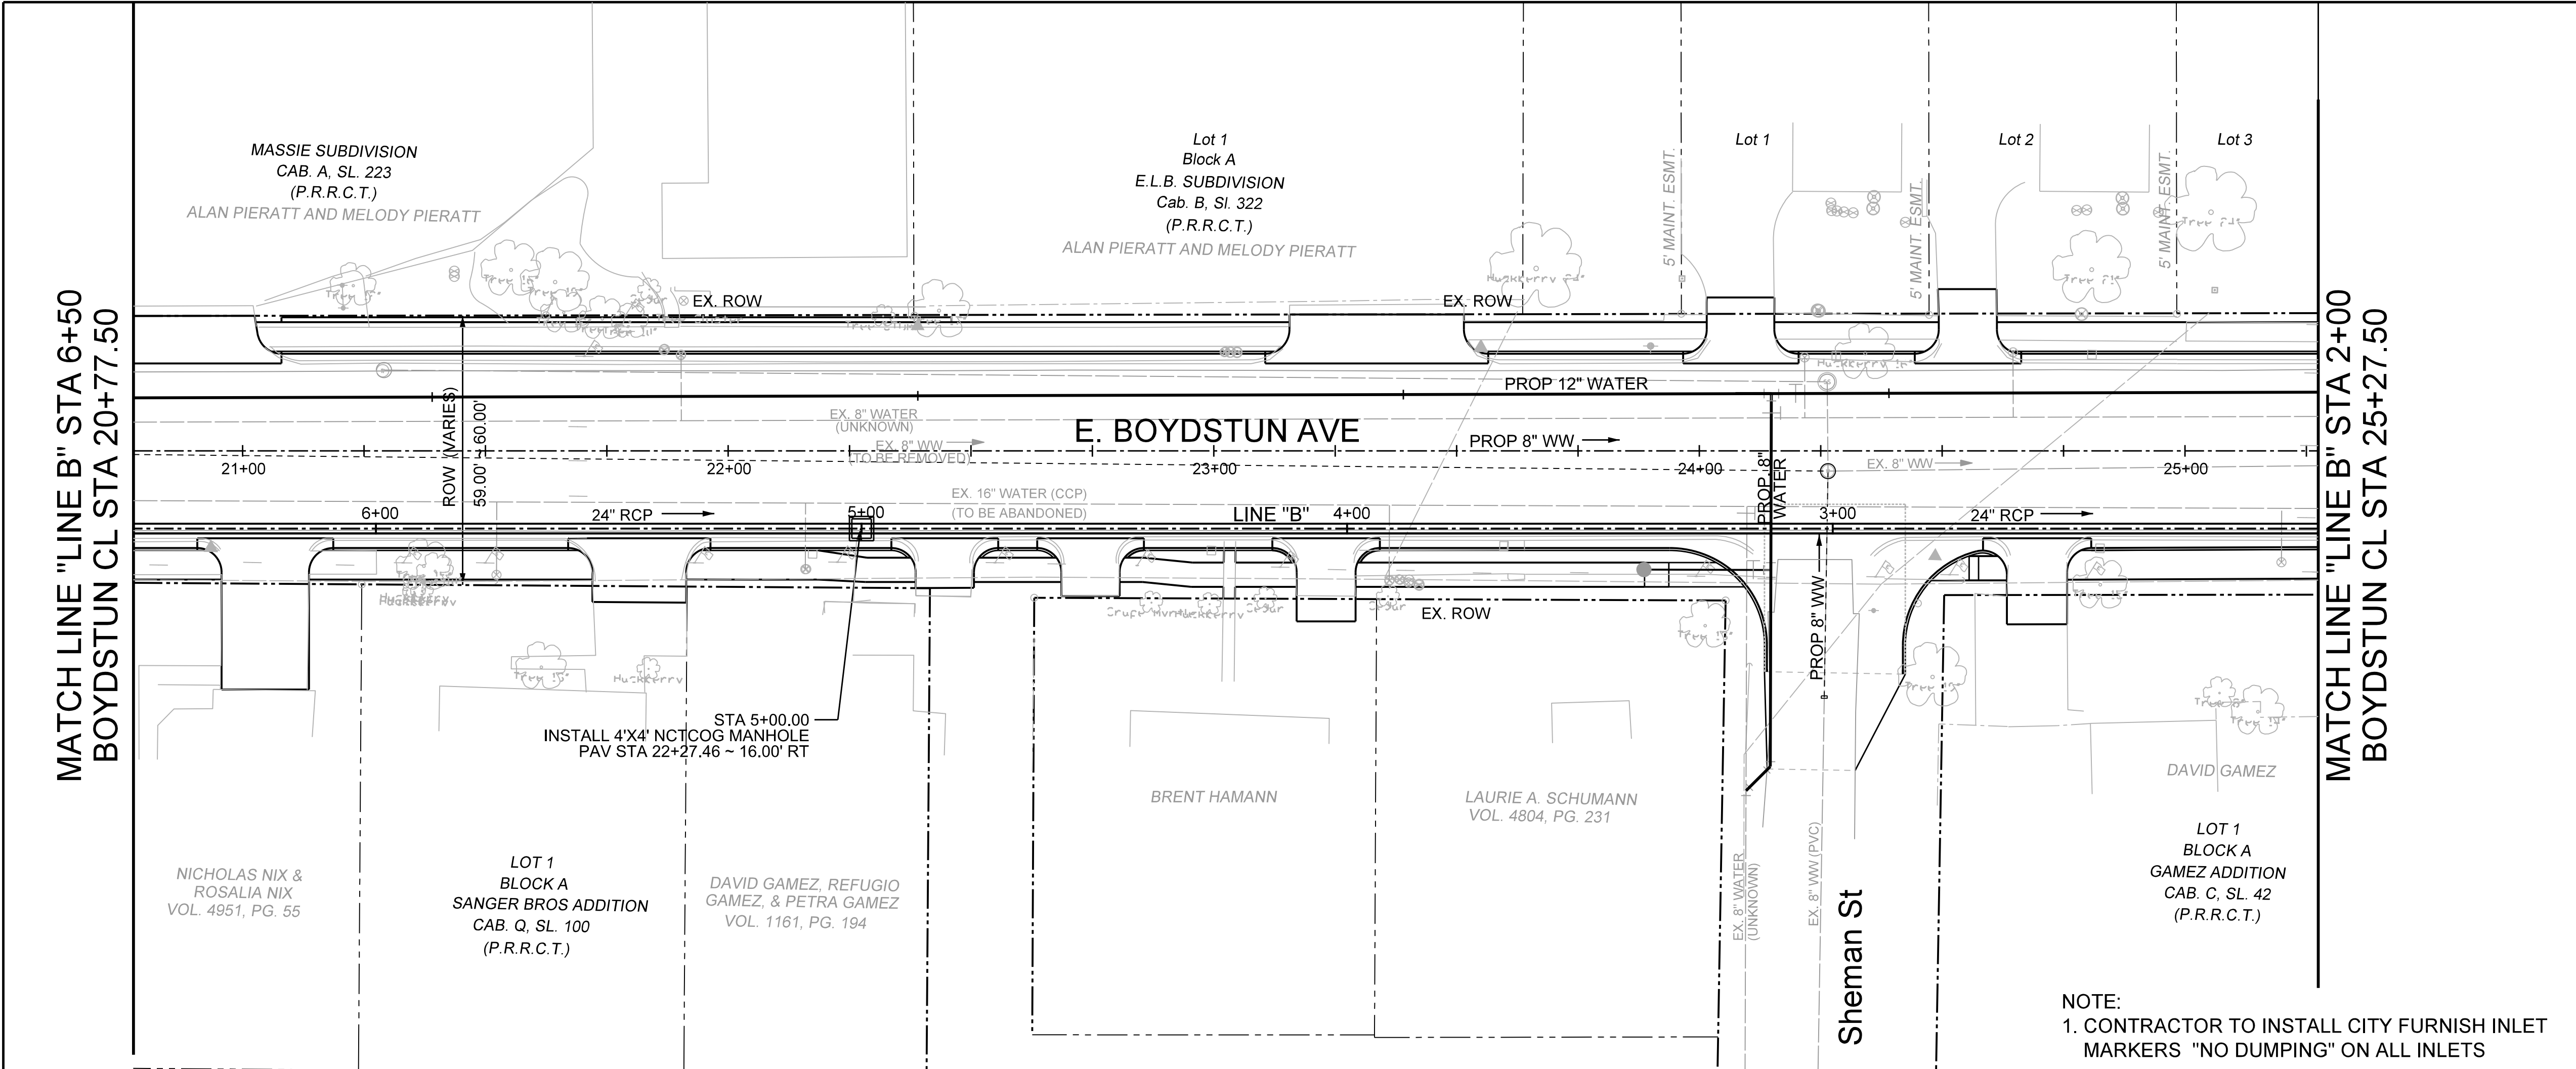 MATCH LINE "LINE B" STA 6+50
BOYDSTUN CL STA 20+77.50
MASSIE SUBDIVISION
CAB. A, SL. 223
(P.R.R.C.T.)
ALAN PIERATT AND MELODY PIERATT
Lot 1
Block A
E.L.B. SUBDIVISION
Cab. B, Sl. 322
(P.R.R.C.T.)
ALAN PIERATT AND MELODY PIERATT
5' MAINT. ESMT.
Lot 1
5' MAINT. ESMT.
Lot 2
5' MAINT. ESMT.
Lot 3
EX. ROW
EX. ROW
PROP 12" WATER
ROW (VARIES)
59.00' - 60.00'
EX. 8" WATER
(UNKNOWN)
EX. 8" WW
(TO BE REMOVED)
E. BOYDSTUN AVE
PROP 8" WW
PROP. 8"
WATER
EX. 8" WW
21+00
22+00
23+00
24+00
25+00
EX. 16" WATER (CCP)
(TO BE ABANDONED)
6+00
24" RCP
5+00
LINE "B"
4+00
3+00
24" RCP
EX. ROW
PROP 8" WW
Huckberry
STA 5+00.00
INSTALL 4'X4' NCTCOG MANHOLE
PAV STA 22+27.46 ~ 16.00' RT
BRENT HAMANN
LAURIE A. SCHUMANN
VOL. 4804, PG. 231
DAVID GAMEZ
NICHOLAS NIX &
ROSALIA NIX
VOL. 4951, PG. 55
LOT 1
BLOCK A
SANGER BROS ADDITION
CAB. Q, SL. 100
(P.R.R.C.T.)
DAVID GAMEZ, REFUGIO
GAMEZ, & PETRA GAMEZ
VOL. 1161, PG. 194
EX. 8" WATER
(UNKNOWN)
EX. 8" WW (PVC)
Sheman St
LOT 1
BLOCK A
GAMEZ ADDITION
CAB. C, SL. 42
(P.R.R.C.T.)
MATCH LINE "LINE B" STA 2+00
BOYDSTUN CL STA 25+27.50
NOTE:
1. CONTRACTOR TO INSTALL CITY FURNISH INLET
MARKERS "NO DUMPING" ON ALL INLETS